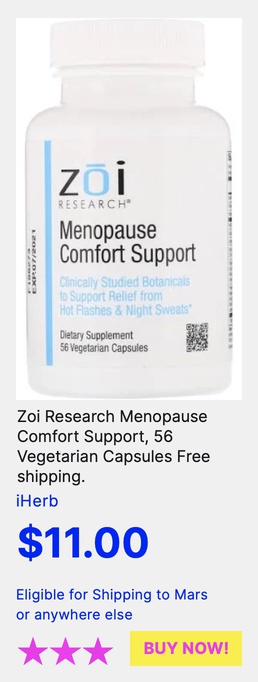 zōi
RESEARCH®
Menopause
Comfort Support
Clinically Studied Botanicals
to Support Relief from
Hot Flashes & Night Sweats*
Dietary Supplement
56 Vegetarian Capsules
EXP.07/2021
Zoi Research Menopause
Comfort Support, 56
Vegetarian Capsules Free
shipping.
iHerb
$11.00
Eligible for Shipping to Mars
or anywhere else
BUY NOW!